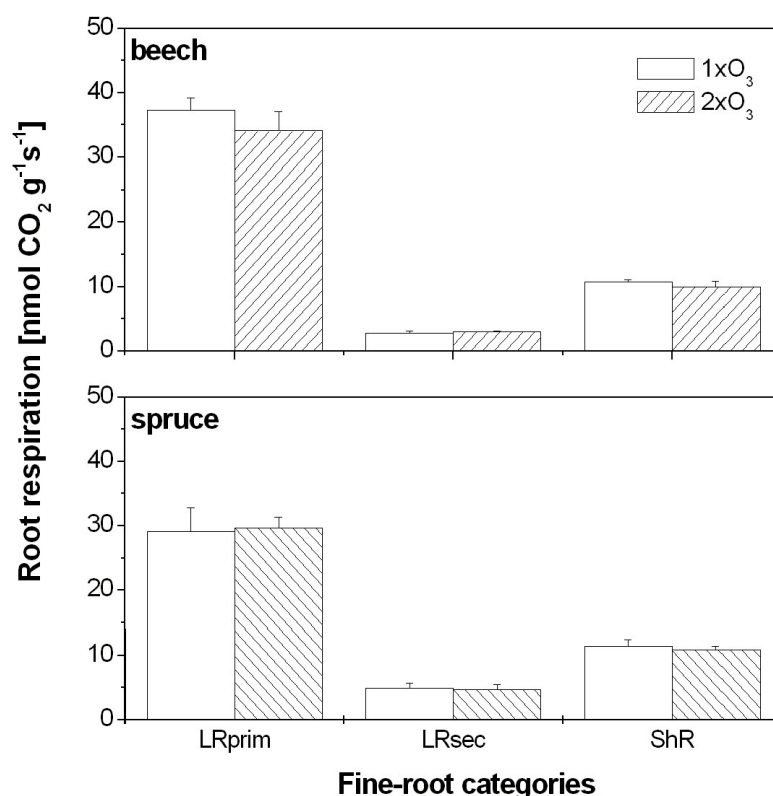 Root respiration [nmol CO₂ g⁻¹s⁻¹]
beech
50
40
30
20
10
0
1xO₃
2xO₃
spruce
50
40
30
20
10
0
LRprim LRsec ShR
Fine-root categories